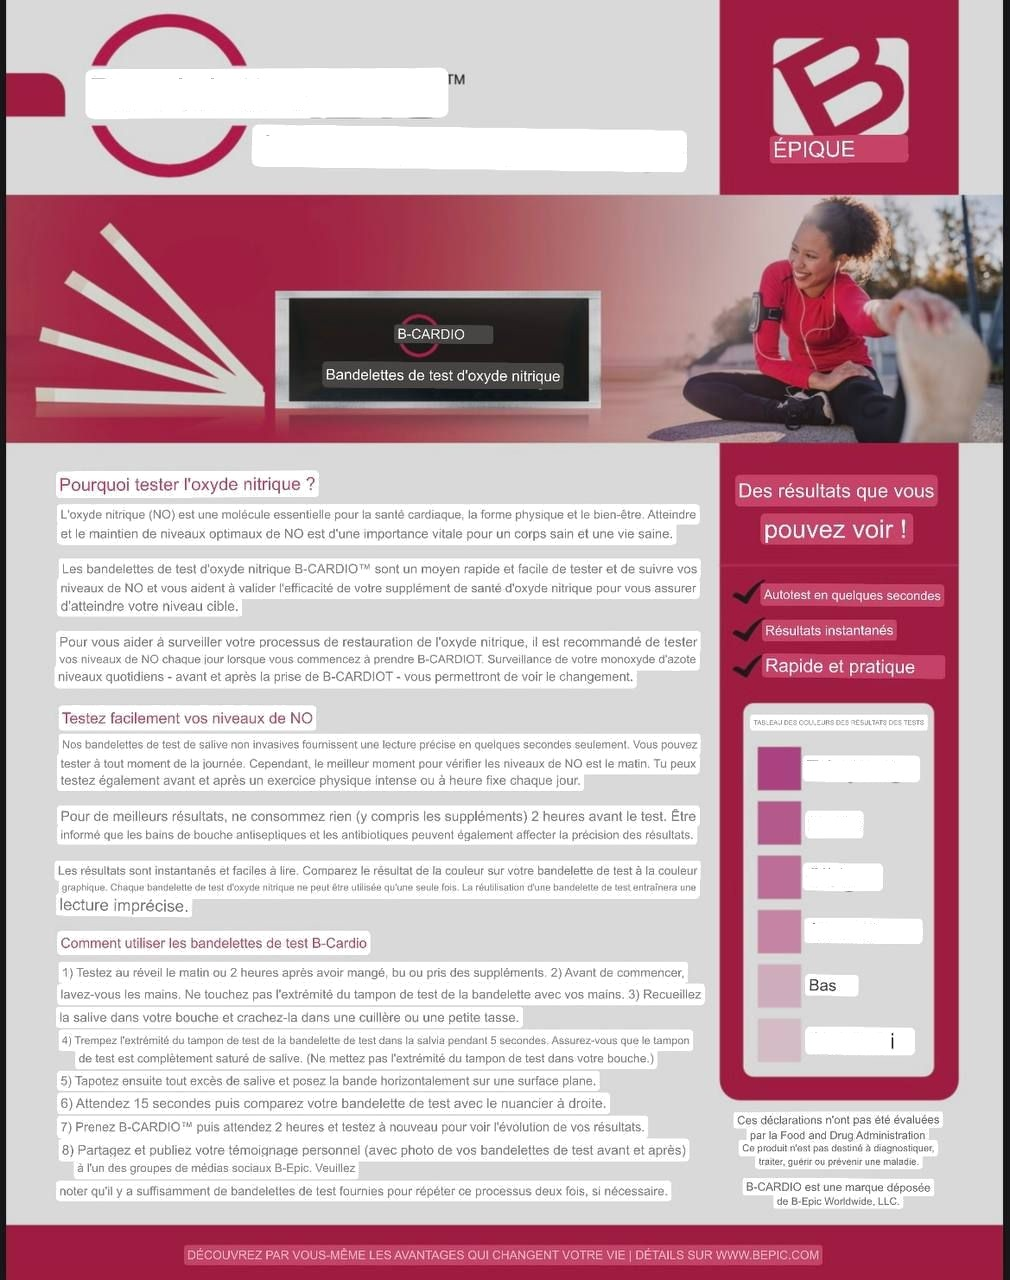 TM
B
ÉPIQUE
B-CARDIO
Bandelettes de test d'oxyde nitrique
Pourquoi tester l'oxyde nitrique ?
L'oxyde nitrique (NO) est une molécule essentielle pour la santé cardiaque, la forme physique et le bien-être. Atteindre
et le maintien de niveaux optimaux de NO est d'une importance vitale pour un corps sain et une vie saine.
Les bandelettes de test d'oxyde nitrique B-CARDIO™ sont un moyen rapide et facile de tester et de suivre vos
niveaux de NO et vous aident à valider l'efficacité de votre supplément de santé d'oxyde nitrique pour vous assurer
d'atteindre votre niveau cible.
Pour vous aider à surveiller votre processus de restauration de l'oxyde nitrique, il est recommandé de tester
vos niveaux de NO chaque jour lorsque vous commencez à prendre B-CARDIOT. Surveillance de votre monoxyde d'azote
niveaux quotidiens - avant et après la prise de B-CARDIOT - vous permettront de voir le changement.
Testez facilement vos niveaux de NO
Nos bandelettes de test de salive non invasives fournissent une lecture précise en quelques secondes seulement. Vous pouvez
tester à tout moment de la journée. Cependant, le meilleur moment pour vérifier les niveaux de NO est le matin. Tu peux
testez également avant et après un exercice physique intense ou à heure fixe chaque jour.
Pour de meilleurs résultats, ne consommez rien (y compris les suppléments) 2 heures avant le test. Être
informé que les bains de bouche antiseptiques et les antibiotiques peuvent également affecter la précision des résultats.
Les résultats sont instantanés et faciles à lire. Comparez le résultat de la couleur sur votre bandelette de test à la couleur
graphique. Chaque bandelette de test d'oxyde nitrique ne peut être utilisée qu'une seule fois. La réutilisation d'une bandelette de test entraînera une
lecture imprécise.
Comment utiliser les bandelettes de test B-Cardio
1) Testez au réveil le matin ou 2 heures après avoir mangé, bu ou pris des suppléments. 2) Avant de commencer,
lavez-vous les mains. Ne touchez pas l'extrémité du tampon de test de la bandelette avec vos mains. 3) Recueillez
la salive dans votre bouche et crachez-la dans une cuillère ou une petite tasse.
4) Trempez l'extrémité du tampon de test de la bandelette de test dans la salvia pendant 5 secondes. Assurez-vous que le tampon
de test est complètement saturé de salive. (Ne mettez pas l'extrémité du tampon de test dans votre bouche.)
5) Tapotez ensuite tout excès de salive et posez la bande horizontalement sur une surface plane.
6) Attendez 15 secondes puis comparez votre bandelette de test avec le nuancier à droite.
7) Prenez B-CARDIO™ puis attendez 2 heures et testez à nouveau pour voir l'évolution de vos résultats.
8) Partagez et publiez votre témoignage personnel (avec photo de vos bandelettes de test avant et après)
à l'un des groupes de médias sociaux B-Epic. Veuillez
noter qu'il y a suffisamment de bandelettes de test fournies pour répéter ce processus deux fois, si nécessaire.
Des résultats que vous
pouvez voir !
Autotest en quelques secondes
Résultats instantanés
Rapide et pratique
TABLEAU DES COULEURS DES RÉSULTATS DES TESTS
Bas
i
Ces déclarations n'ont pas été évaluées
par la Food and Drug Administration
Ce produit n'est pas destiné à diagnostiquer,
traiter, guérir ou prévenir une maladie.
B-CARDIO est une marque déposée
de B-Epic Worldwide, LLC.
DÉCOUVREZ PAR VOUS-MÊME LES AVANTAGES QUI CHANGENT VOTRE VIE | DÉTAILS SUR WWW.BEPIC.COM